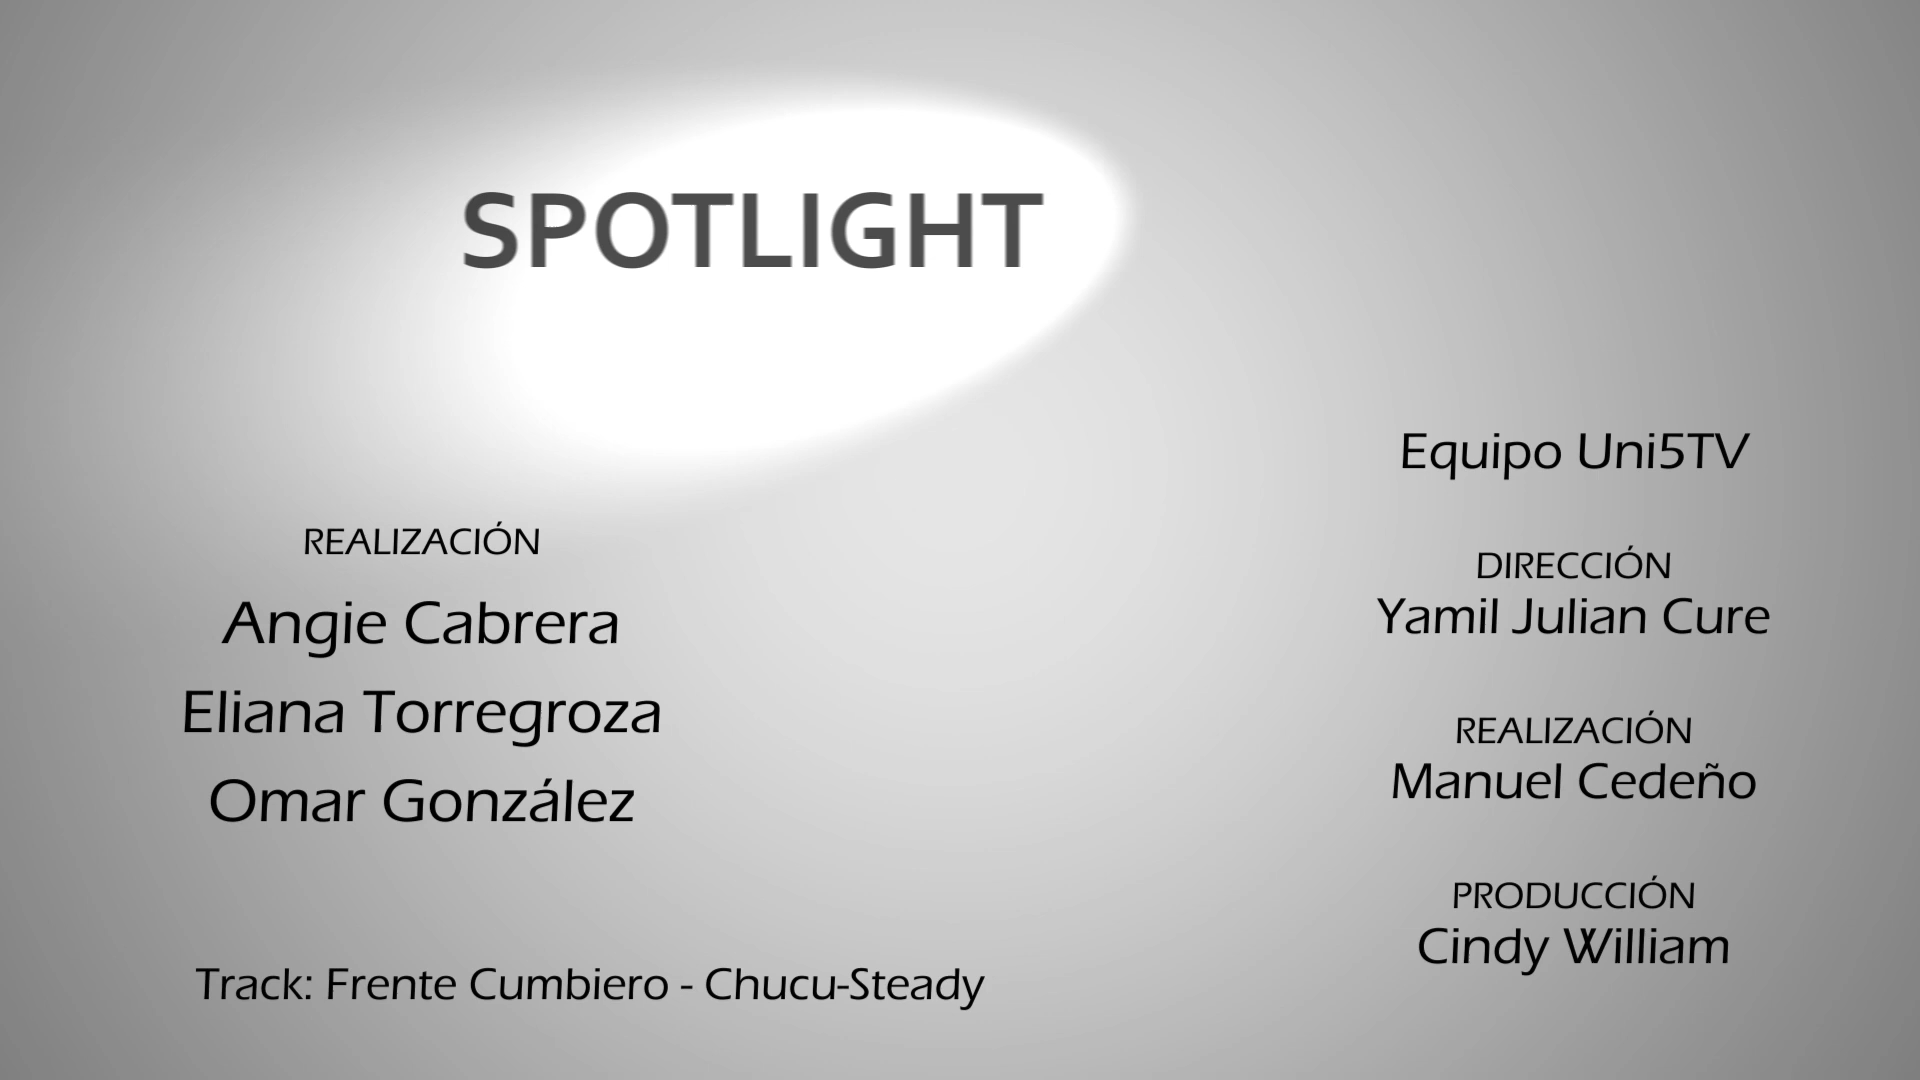 SPOTLIGHT
REALIZACIÓN
Angie Cabrera
Eliana Torregroza
Omar González
Track: Frente Cumbiero - Chucu-Steady
Equipo Uni5TV
DIRECCIÓN
Yamil Julian Cure
REALIZACIÓN
Manuel Cedeño
PRODUCCIÓN
Cindy William